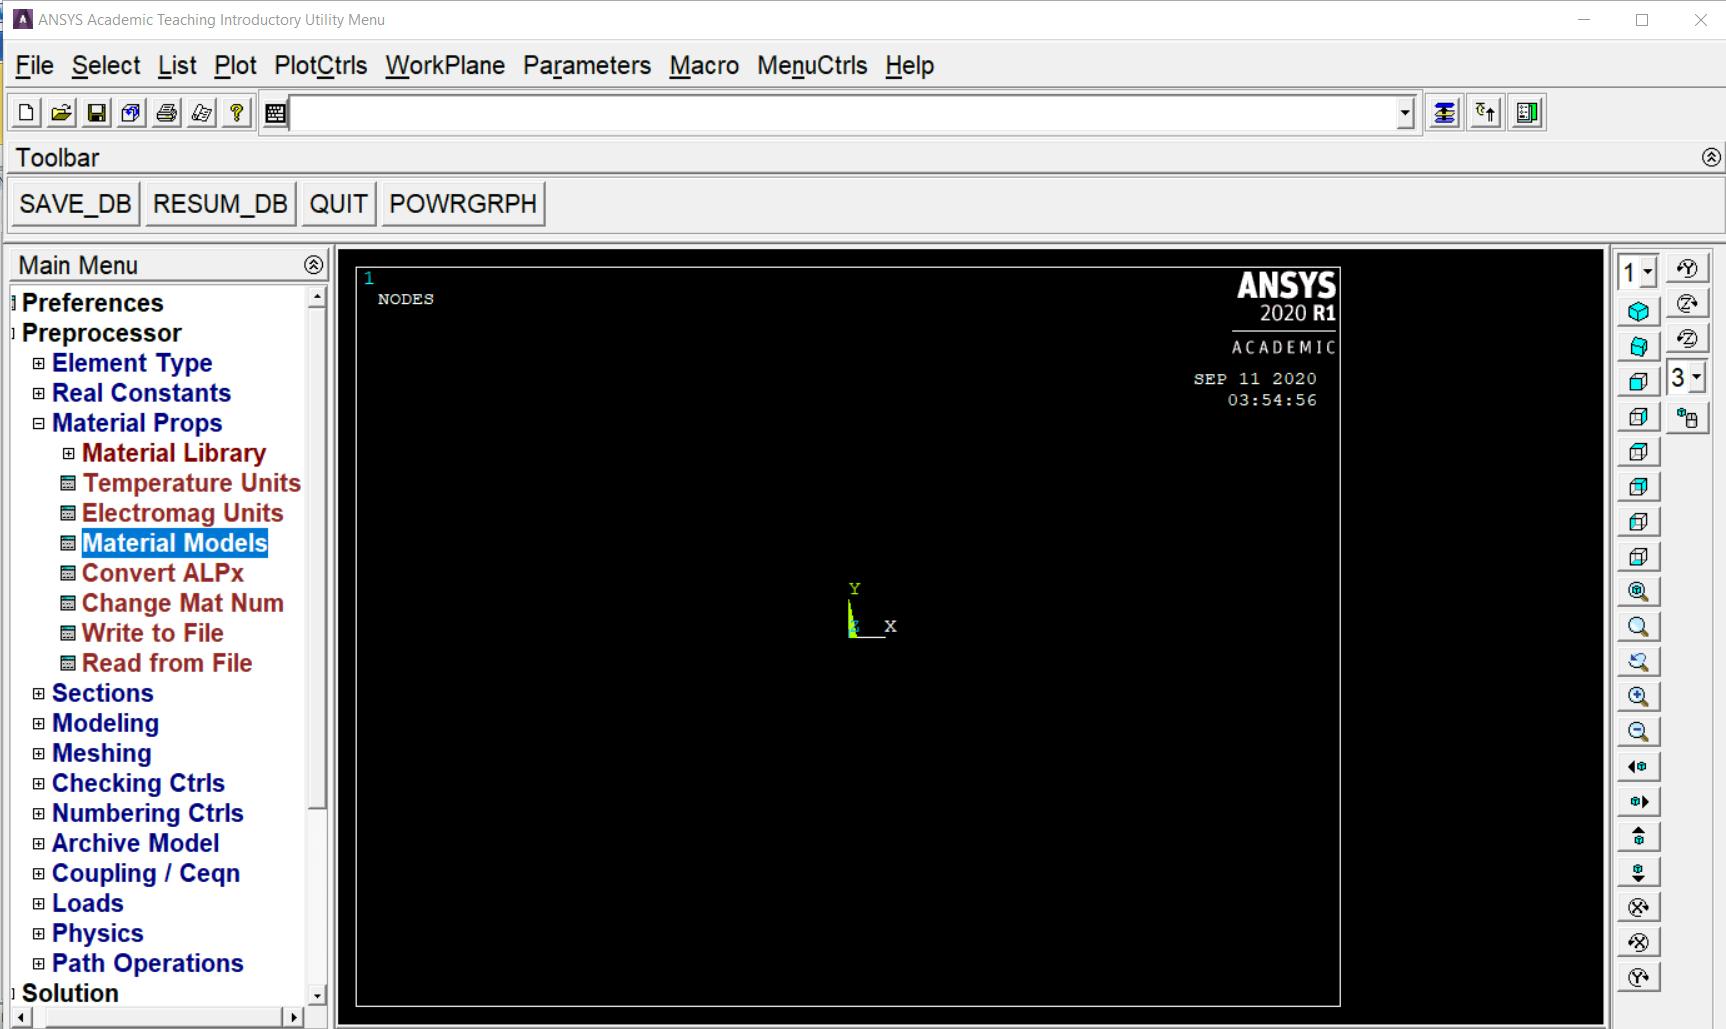 ANSYS Academic Teaching Introductory Utility Menu
File Select List Plot PlotCtrls WorkPlane Parameters Macro MenuCtrls Help
Toolbar
SAVE_DB RESUM_DB QUIT POWRGRPH
Main Menu
Preferences
Preprocessor
Element Type
Real Constants
Material Props
Material Library
Temperature Units
Electromag Units
Material Models
Convert ALPx
Change Mat Num
Write to File
Read from File
Sections
Modeling
Meshing
Checking Ctrls
Numbering Ctrls
Archive Model
Coupling / Ceqn
Loads
Physics
Path Operations
Solution
1
NODES
ANSYS
2020 R1
ACADEMIC
SEP 11 2020
03:54:56
Y
Z X
1
3